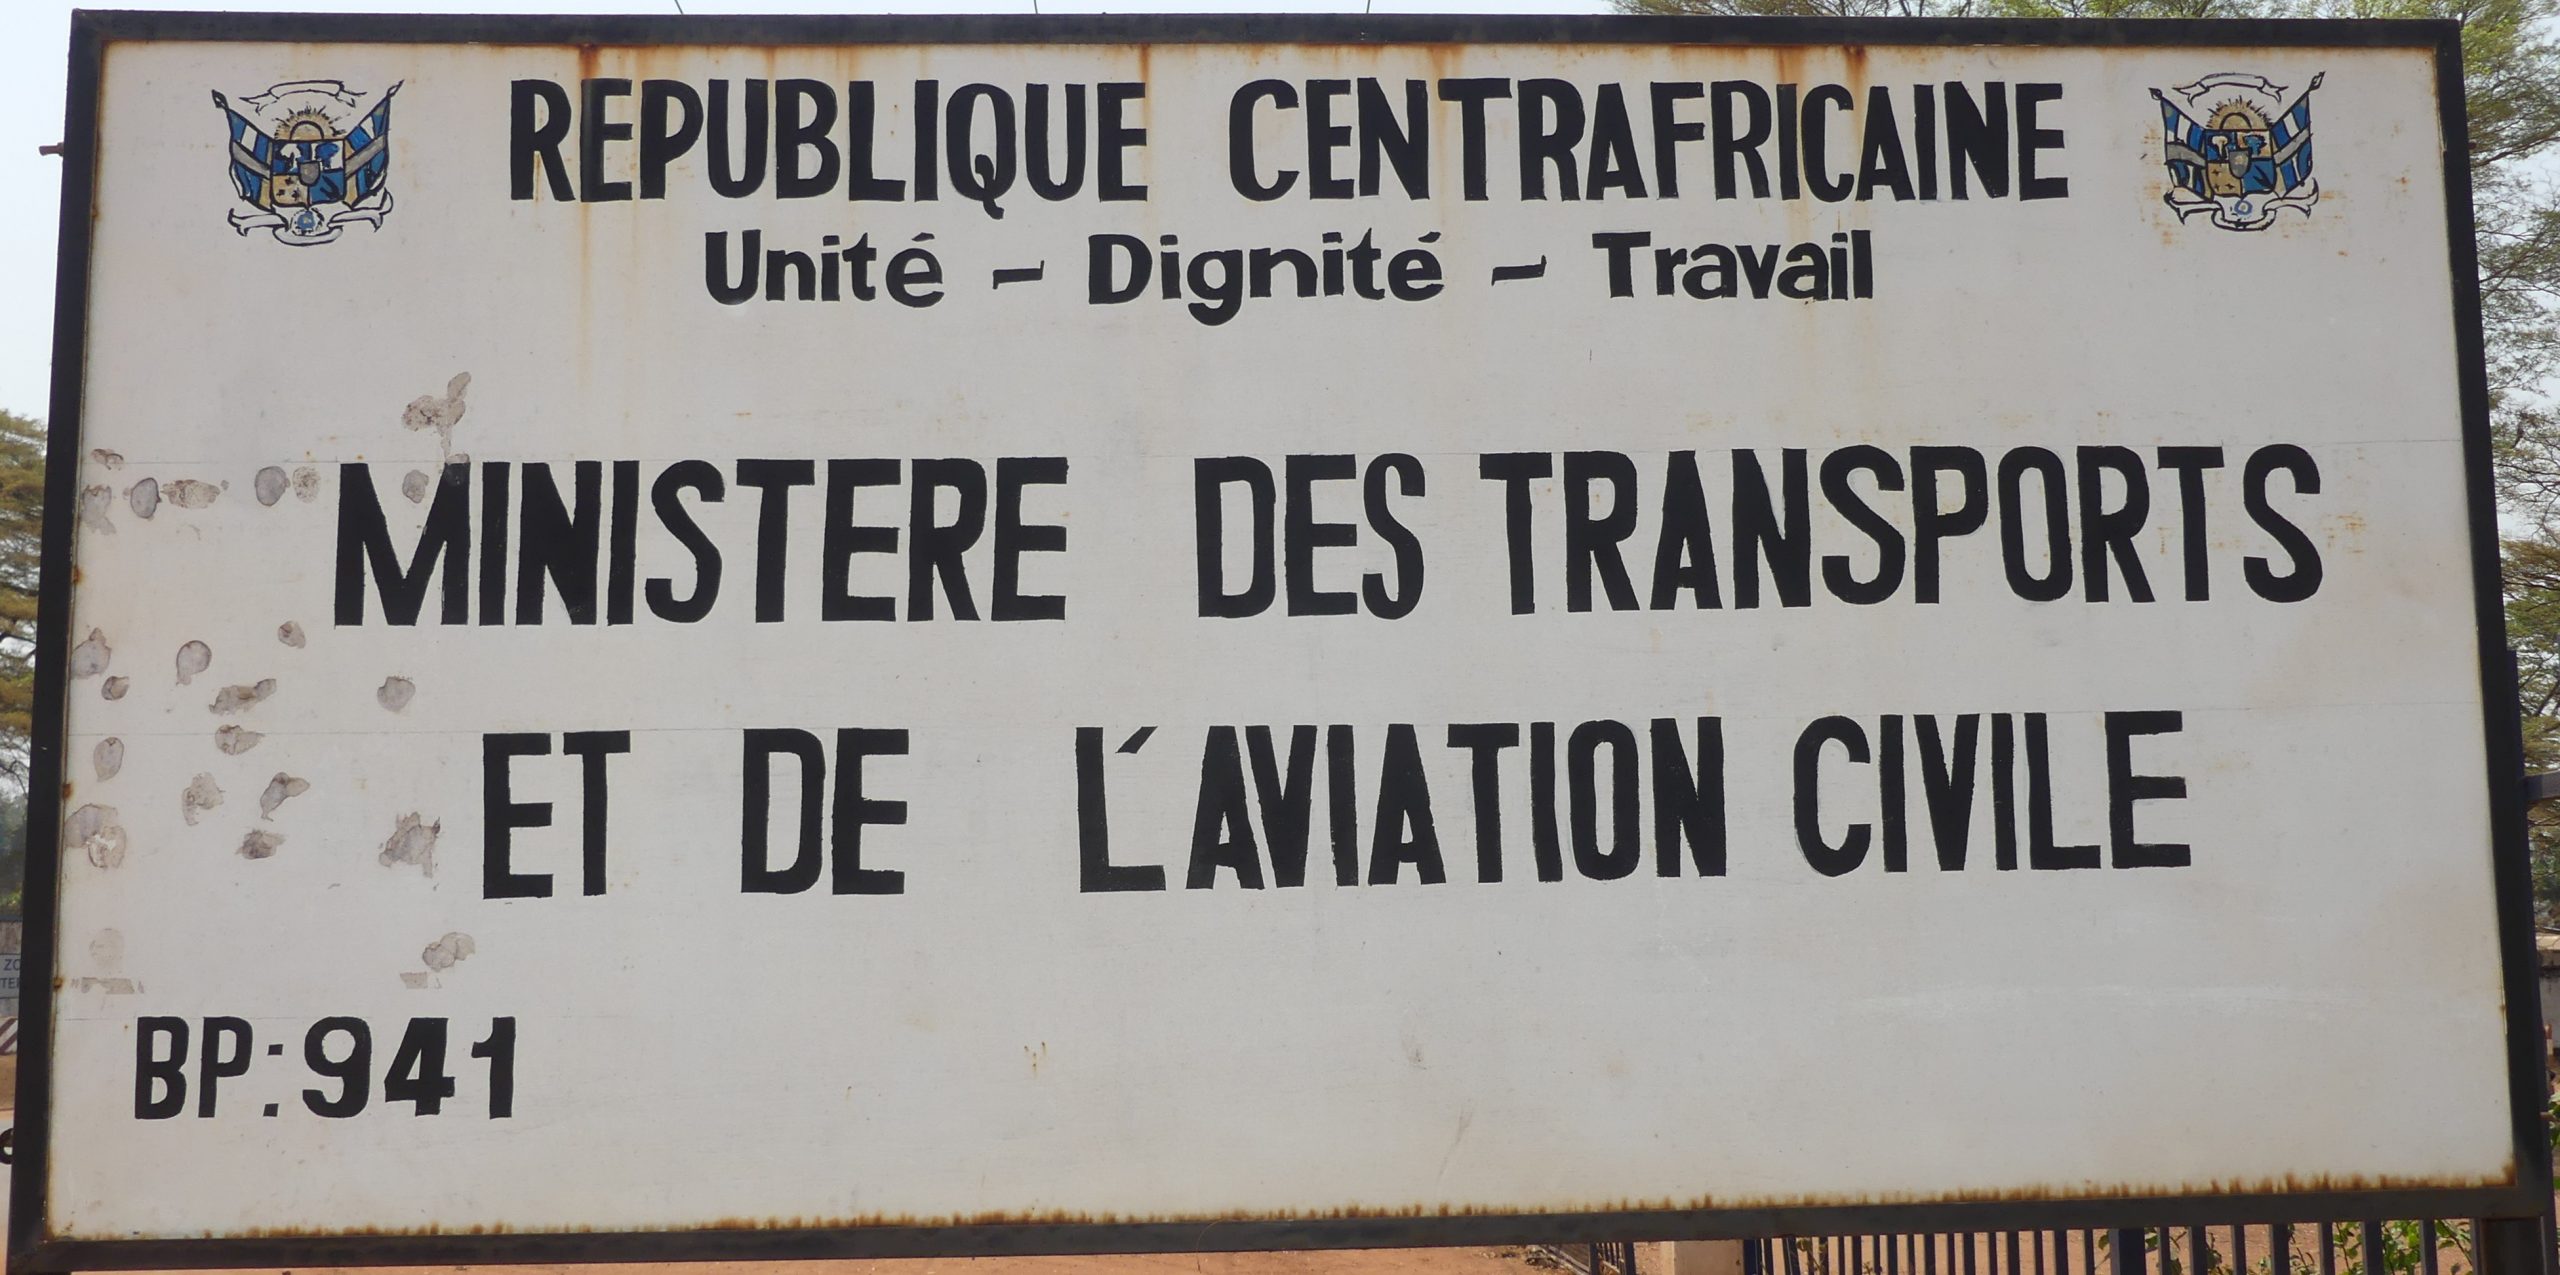 REPUBLIQUE CENTRAFRICAINE
Unité - Dignité - Travail
MINISTERE DES TRANSPORTS
ET DE L'AVIATION CIVILE
BP: 941